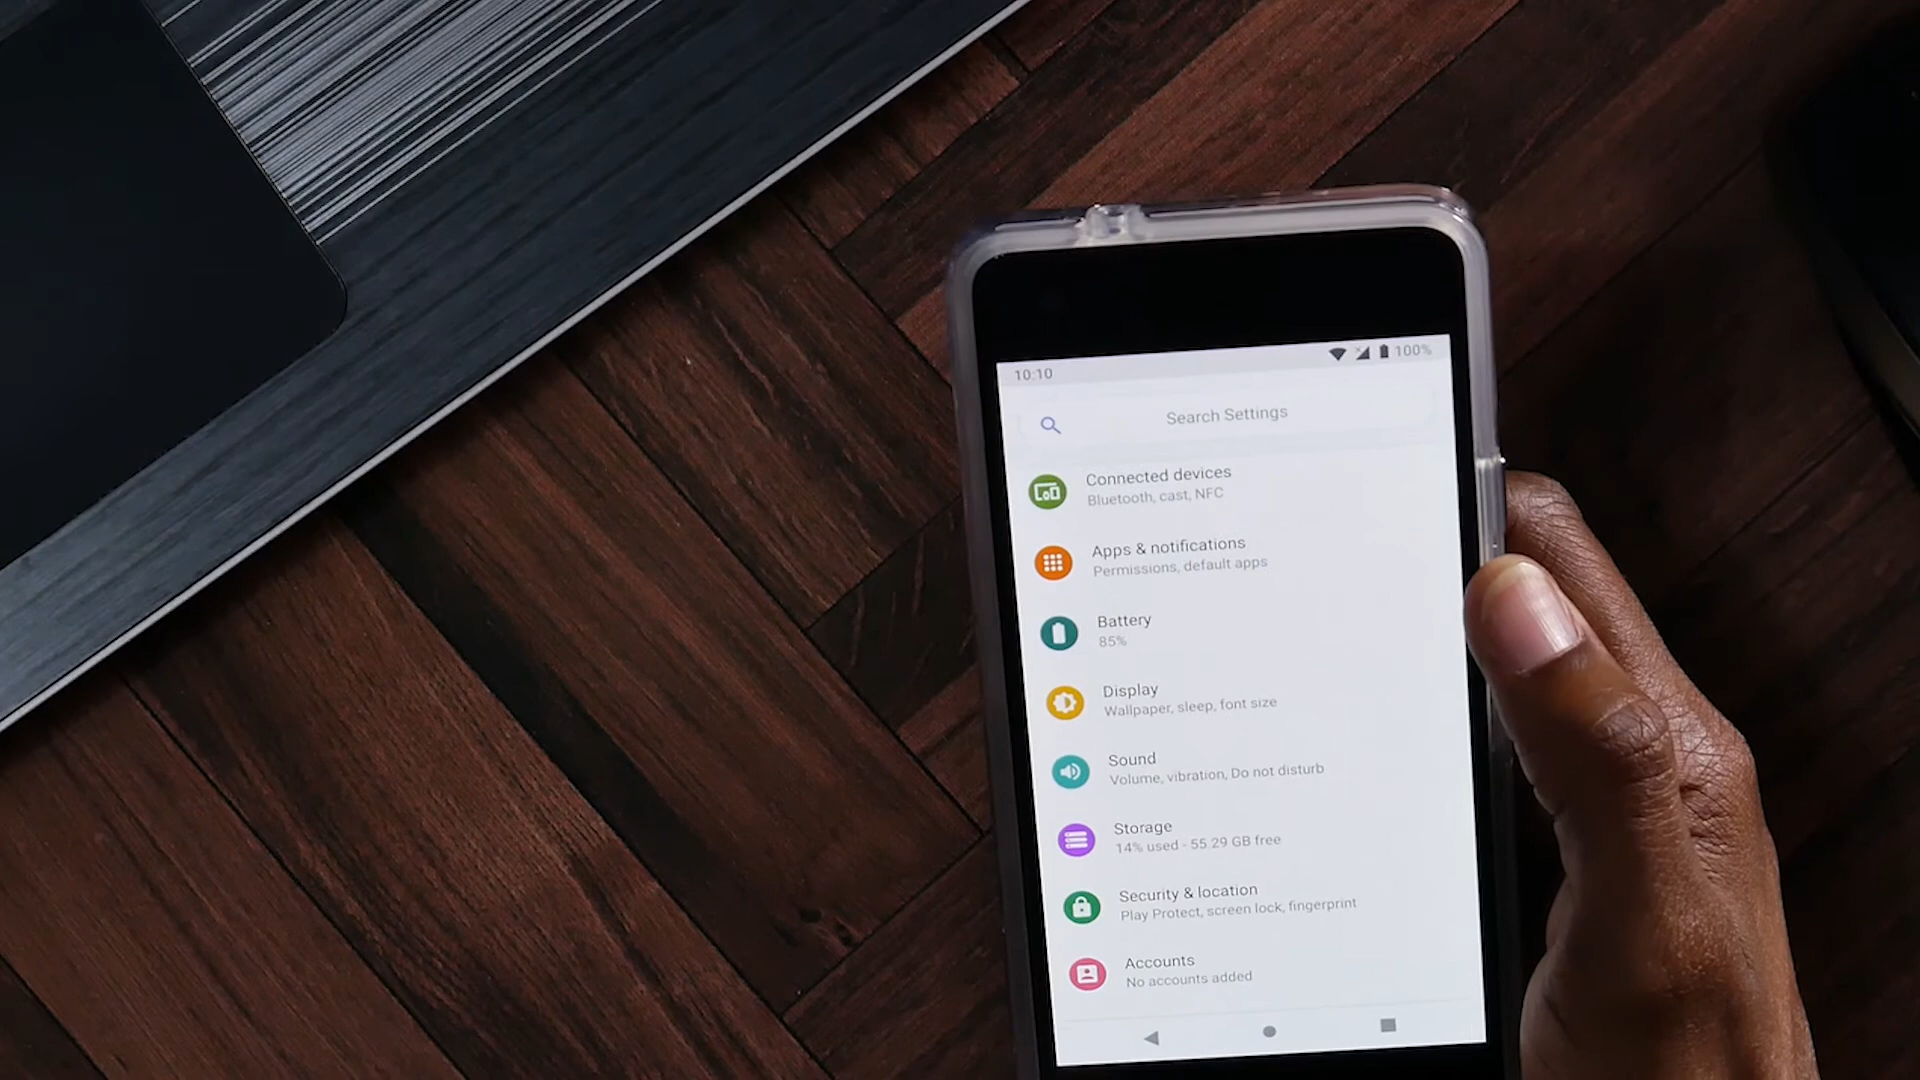 10:10
100%
Search Settings
Connected devices
Bluetooth, cast, NFC
Apps & notifications
Permissions, default apps
Battery
85%
Display
Wallpaper, sleep, font size
Sound
Volume, vibration, Do not disturb
Storage
14% used - 55.29 GB free
Security & location
Play Protect, screen lock, fingerprint
Accounts
No accounts added